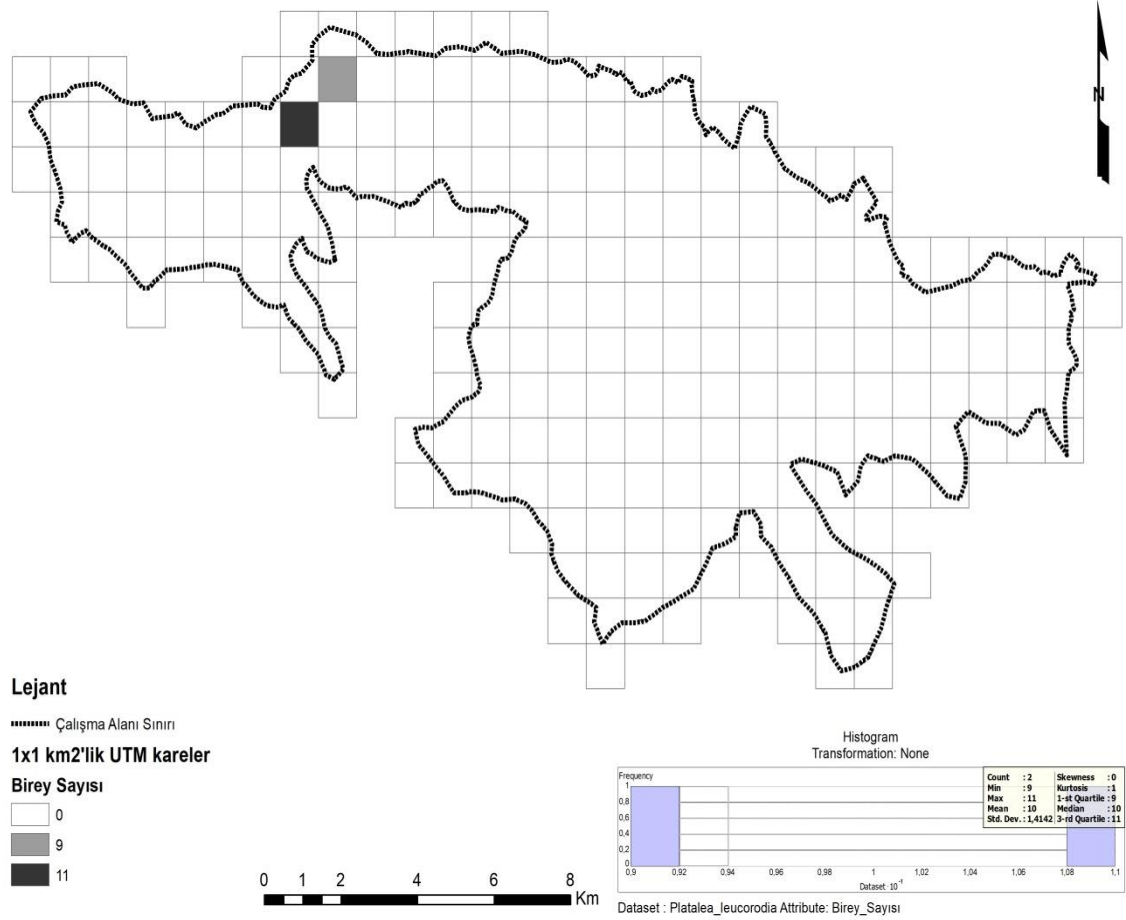 N
Lejant
Çalışma Alanı Sınırı
1x1 km2'lik UTM kareler
Birey Sayısı
0
9
11
0 1 2 4 6 8
Km
Histogram
Transformation: None
Frequency
1
0,8
0,6
0,4
0,2
0
0,9 0,92 0,94 0,96 0,98 1 1,02 1,04 1,06 1,08 1,1
Dataset · 10⁻¹
Count : 2 Skewness : 0
Min : 9 Kurtosis : 1
Max : 11 1-st Quartile : 9
Mean : 10 Median : 10
Std. Dev. : 1,4142 3-rd Quartile : 11
Dataset : Platalea_leucorodia Attribute: Birey_Sayısı